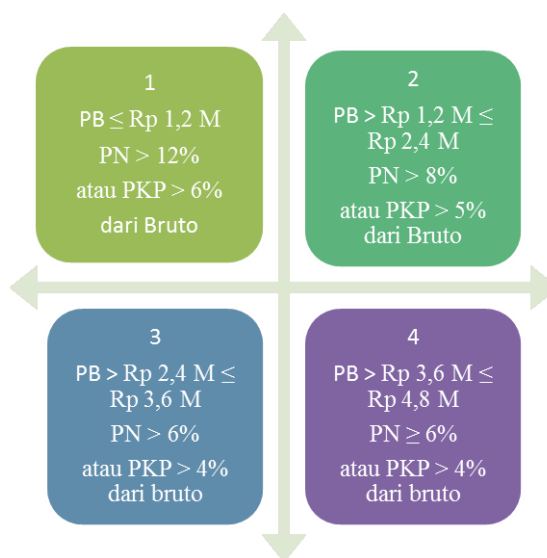 1
PB ≤ Rp 1,2 M
PN > 12%
atau PKP > 6%
dari Bruto
2
PB > Rp 1,2 M ≤
Rp 2,4 M
PN > 8%
atau PKP > 5%
dari Bruto
3
PB > Rp 2,4 M ≤
Rp 3,6 M
PN > 6%
atau PKP > 4%
dari bruto
4
PB > Rp 3,6 M ≤
Rp 4,8 M
PN ≥ 6%
atau PKP > 4%
dari bruto